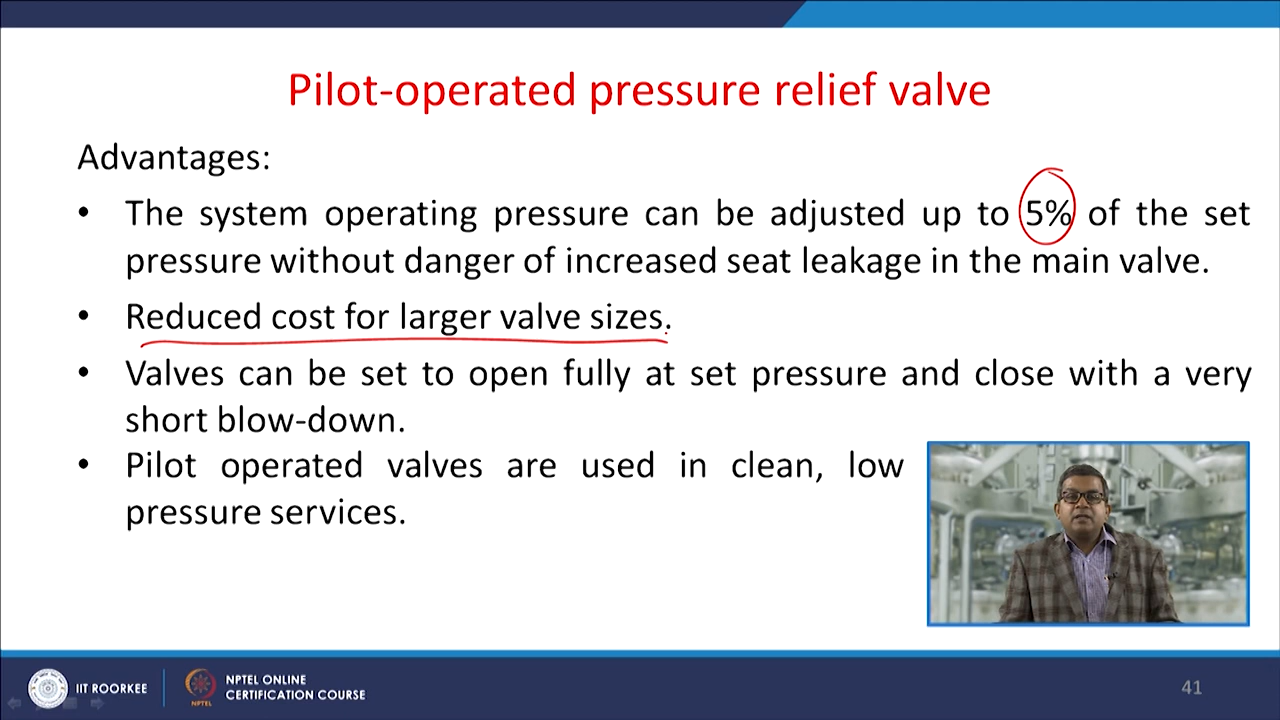 Pilot-operated pressure relief valve
Advantages:
• The system operating pressure can be adjusted up to 5% of the set
pressure without danger of increased seat leakage in the main valve.
• Reduced cost for larger valve sizes.
• Valves can be set to open fully at set pressure and close with a very
short blow-down.
• Pilot operated valves are used in clean, low
pressure services.
IIT ROORKEE
NPTEL
NPTEL ONLINE
CERTIFICATION COURSE
41